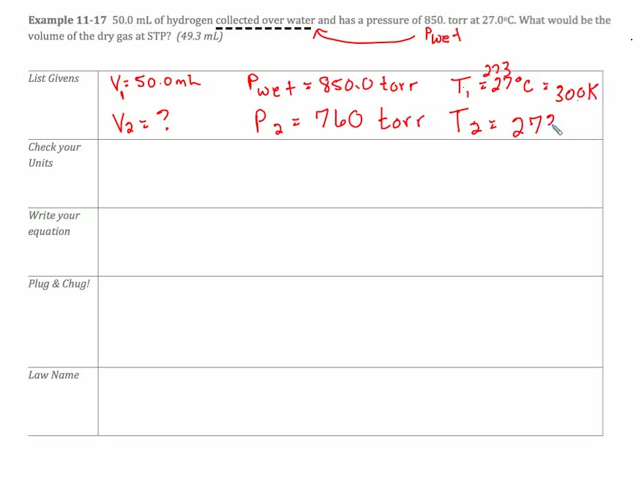 Example 11-17 50.0 mL of hydrogen collected over water and has a pressure of 850. torr at 27.0ºC. What would be the
volume of the dry gas at STP? (49.3 mL)
Pwet
List Givens
V1 = 50.0mL Pwet = 850.0 torr T1 = 27°C = 300K
273
V2 = ? P2 = 760 torr T2 = 273
Check your
Units
Write your
equation
Plug & Chug!
Law Name